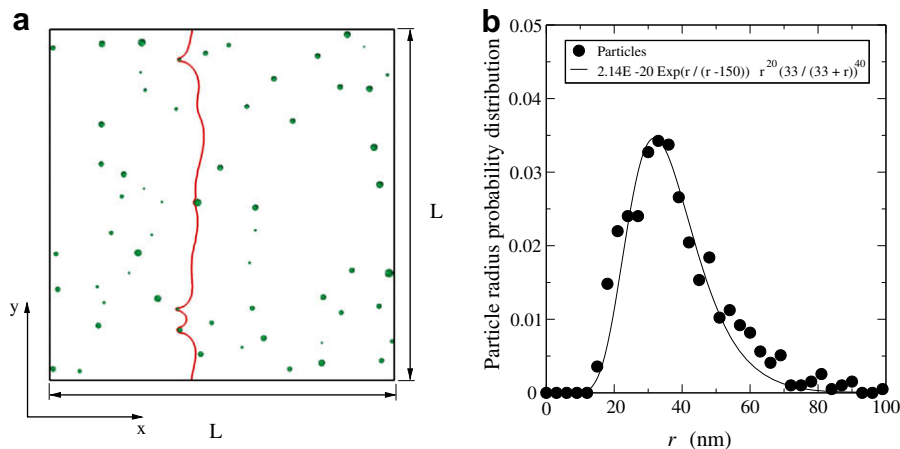 a
L
y
x
L
b
Particle radius probability distribution
0.05
0.04
0.03
0.02
0.01
0
Particles
2.14E -20 Exp(r / (r -150)) r^20 (33 / (33 + r))^40
0 20 40 60 80 100
r (nm)